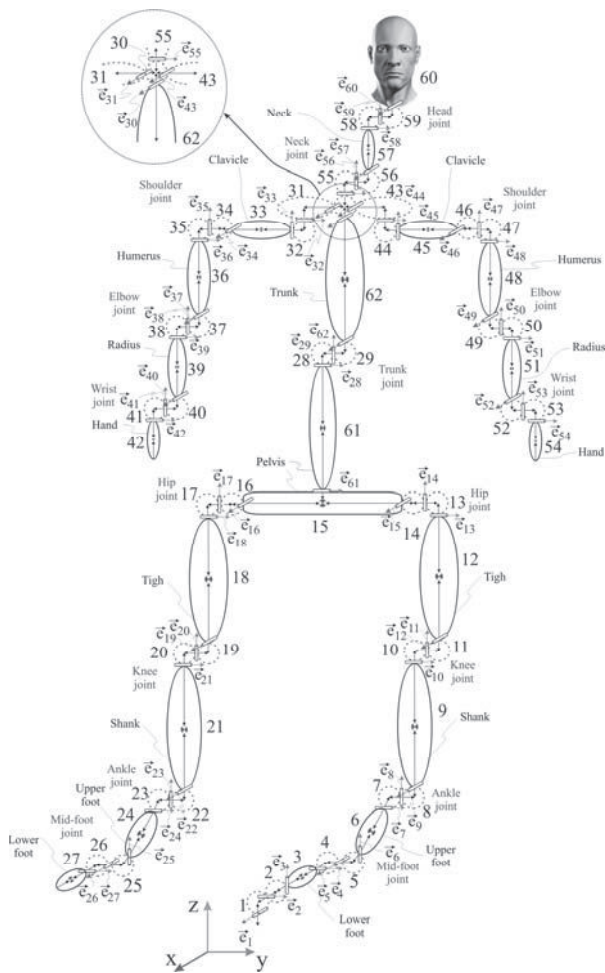 30 55 e55
31 43
e31 e43
e30
62
e60 60
e59
Neck 58 59 Head joint
e58
e57 57
Neck joint e56
55 56
Clavicle Clavicle
Shoulder joint e33 31 43 e44 Shoulder joint
e35 34 33 e45 46 e47
35 32 44 45 47
e36 e34 e32 e46 e48
Humerus 36 62 48 Humerus
Trunk
Elbow joint e37 e49 e50 Elbow joint
e38 e62
38 37 e29 49 50
e39 28 29 e51
Radius 39 e28 Trunk joint 51 Radius
e40 Wrist joint
Wrist joint e41 e52 e53
41 40 52 53
Hand 42 e42 61 54 e54
Hand
Pelvis e61
Hip joint e17 16 e14 13 Hip joint
17 e16 15 e15 14 e13
e18
18 12
Tigh Tigh
e20 e11
e19 e12
20 19 10 11
Knee joint e21 e10 Knee joint
21 9
Shank Shank
Ankle joint e23 e8
Upper foot 23 7 Ankle joint
24 22 6 8
Mid-foot joint e24 e22 e7 e9
Lower foot 26 e25 e6 Upper foot
27 e3 3 4 Mid-foot joint
e26 e27 25 2 e5 e4 5
1 e2 Lower foot
e1
z
x y